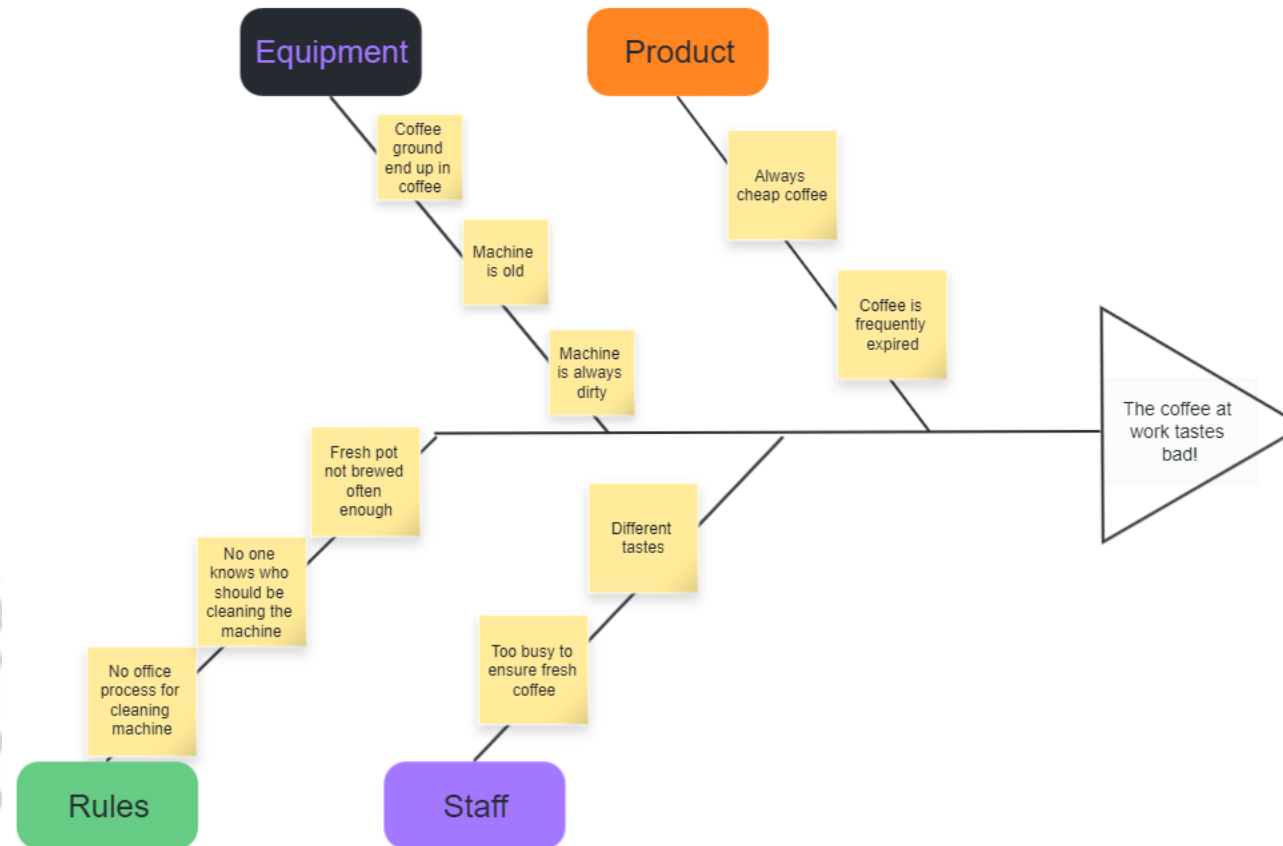 Equipment
Product
Coffee
ground
end up in
coffee
Machine
is old
Machine
is always
dirty
Always
cheap coffee
Coffee is
frequently
expired
The coffee at
work tastes
bad!
Fresh pot
not brewed
often
enough
No one
knows who
should be
cleaning the
machine
No office
process for
cleaning
machine
Different
tastes
Too busy to
ensure fresh
coffee
Rules
Staff